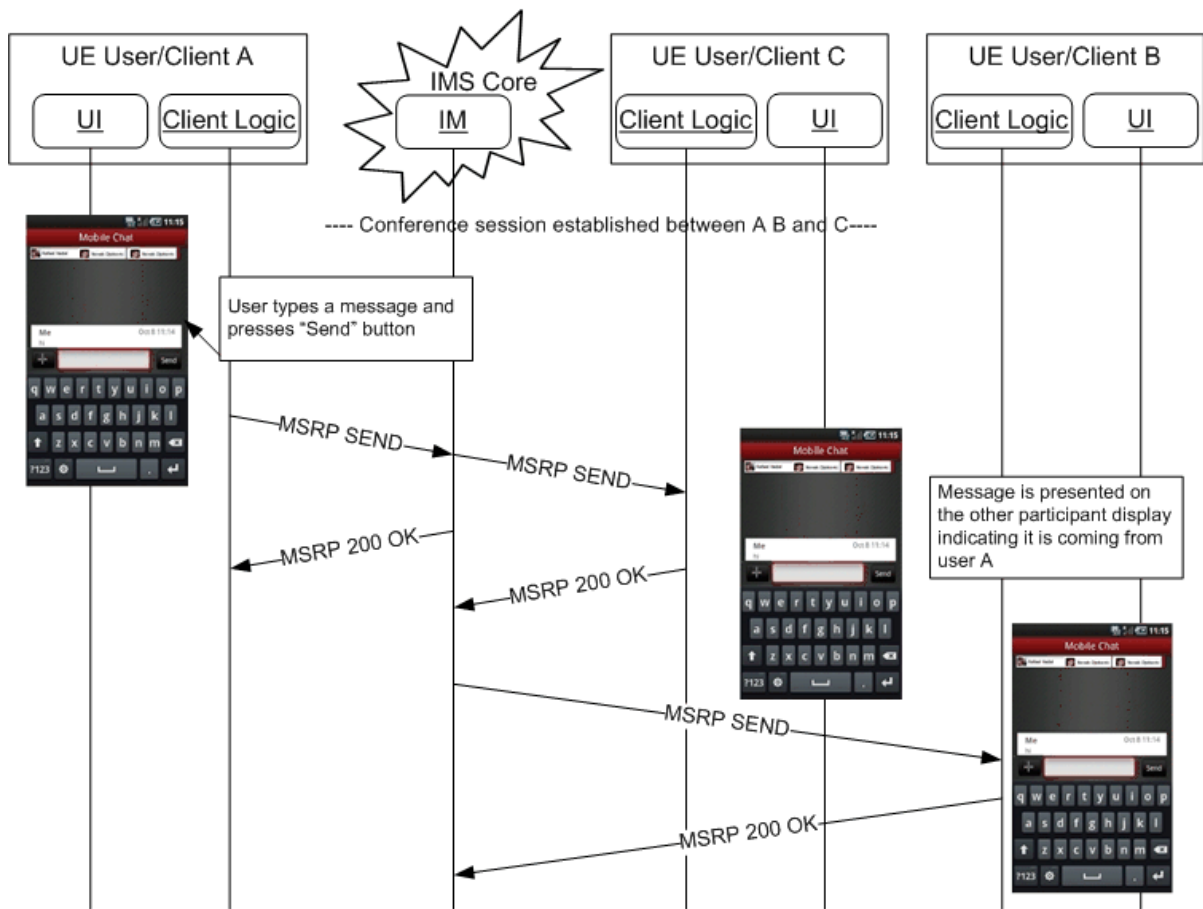 UE User/Client A
UI
Client Logic
IMS Core
IM
UE User/Client C
Client Logic
UI
UE User/Client B
Client Logic
UI
---- Conference session established between A B and C----
11:15
Mobile Chat
Me
Oct 8 11:14
hi
Send
q w e r t y u i o p
a s d f g h j k l
z x c v b n m
?123
.
User types a message and
presses “Send” button
MSRP SEND
MSRP SEND
MSRP 200 OK
MSRP 200 OK
11:15
Mobile Chat
Me
Oct 8 11:14
hi
Send
q w e r t y u i o p
a s d f g h j k l
z x c v b n m
?123
.
Message is presented on
the other participant display
indicating it is coming from
user A
MSRP SEND
MSRP 200 OK
11:15
Mobile Chat
Me
Oct 8 11:14
hi
Send
q w e r t y u i o p
a s d f g h j k l
z x c v b n m
?123
.